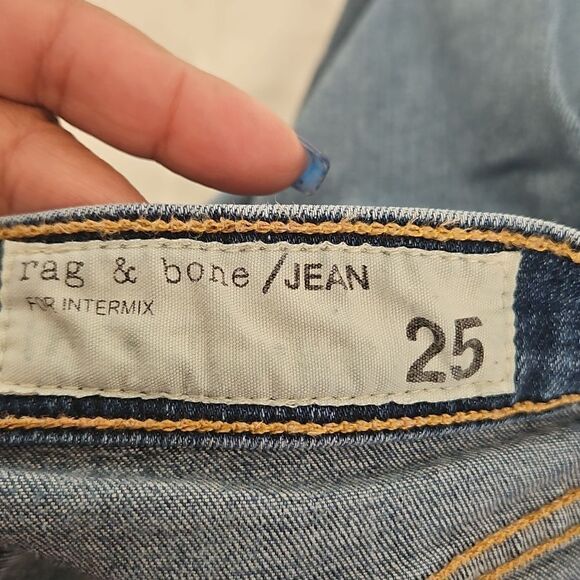 rag & bone/JEAN
FOR INTERMIX
25